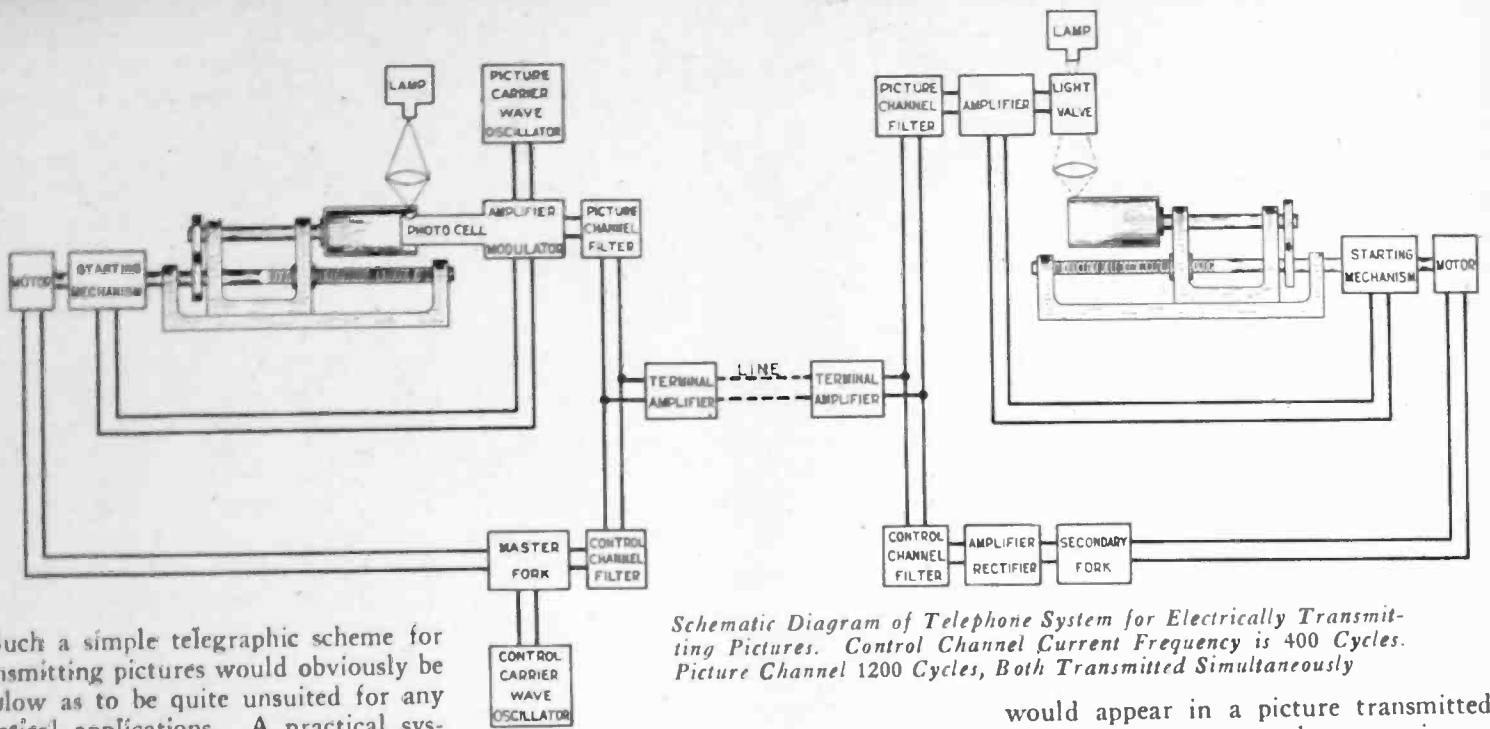 LAMP
PICTURE
CARRIER
WAVE
OSCILLATOR
PHOTO CELL
AMPLIFIER
MODULATOR
PICTURE
CHANNEL
FILTER
MOTOR
STARTING
MECHANISM
TERMINAL
AMPLIFIER
LINE
TERMINAL
AMPLIFIER
MASTER
FORK
CONTROL
CHANNEL
FILTER
CONTROL
CARRIER
WAVE
OSCILLATOR
LAMP
PICTURE
CHANNEL
FILTER
AMPLIFIER
LIGHT
VALVE
STARTING
MECHANISM
MOTOR
CONTROL
CHANNEL
FILTER
AMPLIFIER
RECTIFIER
SECONDARY
FORK
Schematic Diagram of Telephone System for Electrically Transmit-
ting Pictures. Control Channel Current Frequency is 400 Cycles.
Picture Channel 1200 Cycles, Both Transmitted Simultaneously
uch a simple telegraphic scheme for
nsmitting pictures would obviously be
low as to be quite unsuited for any
applications. A practical sys-
would appear in a picture transmitted